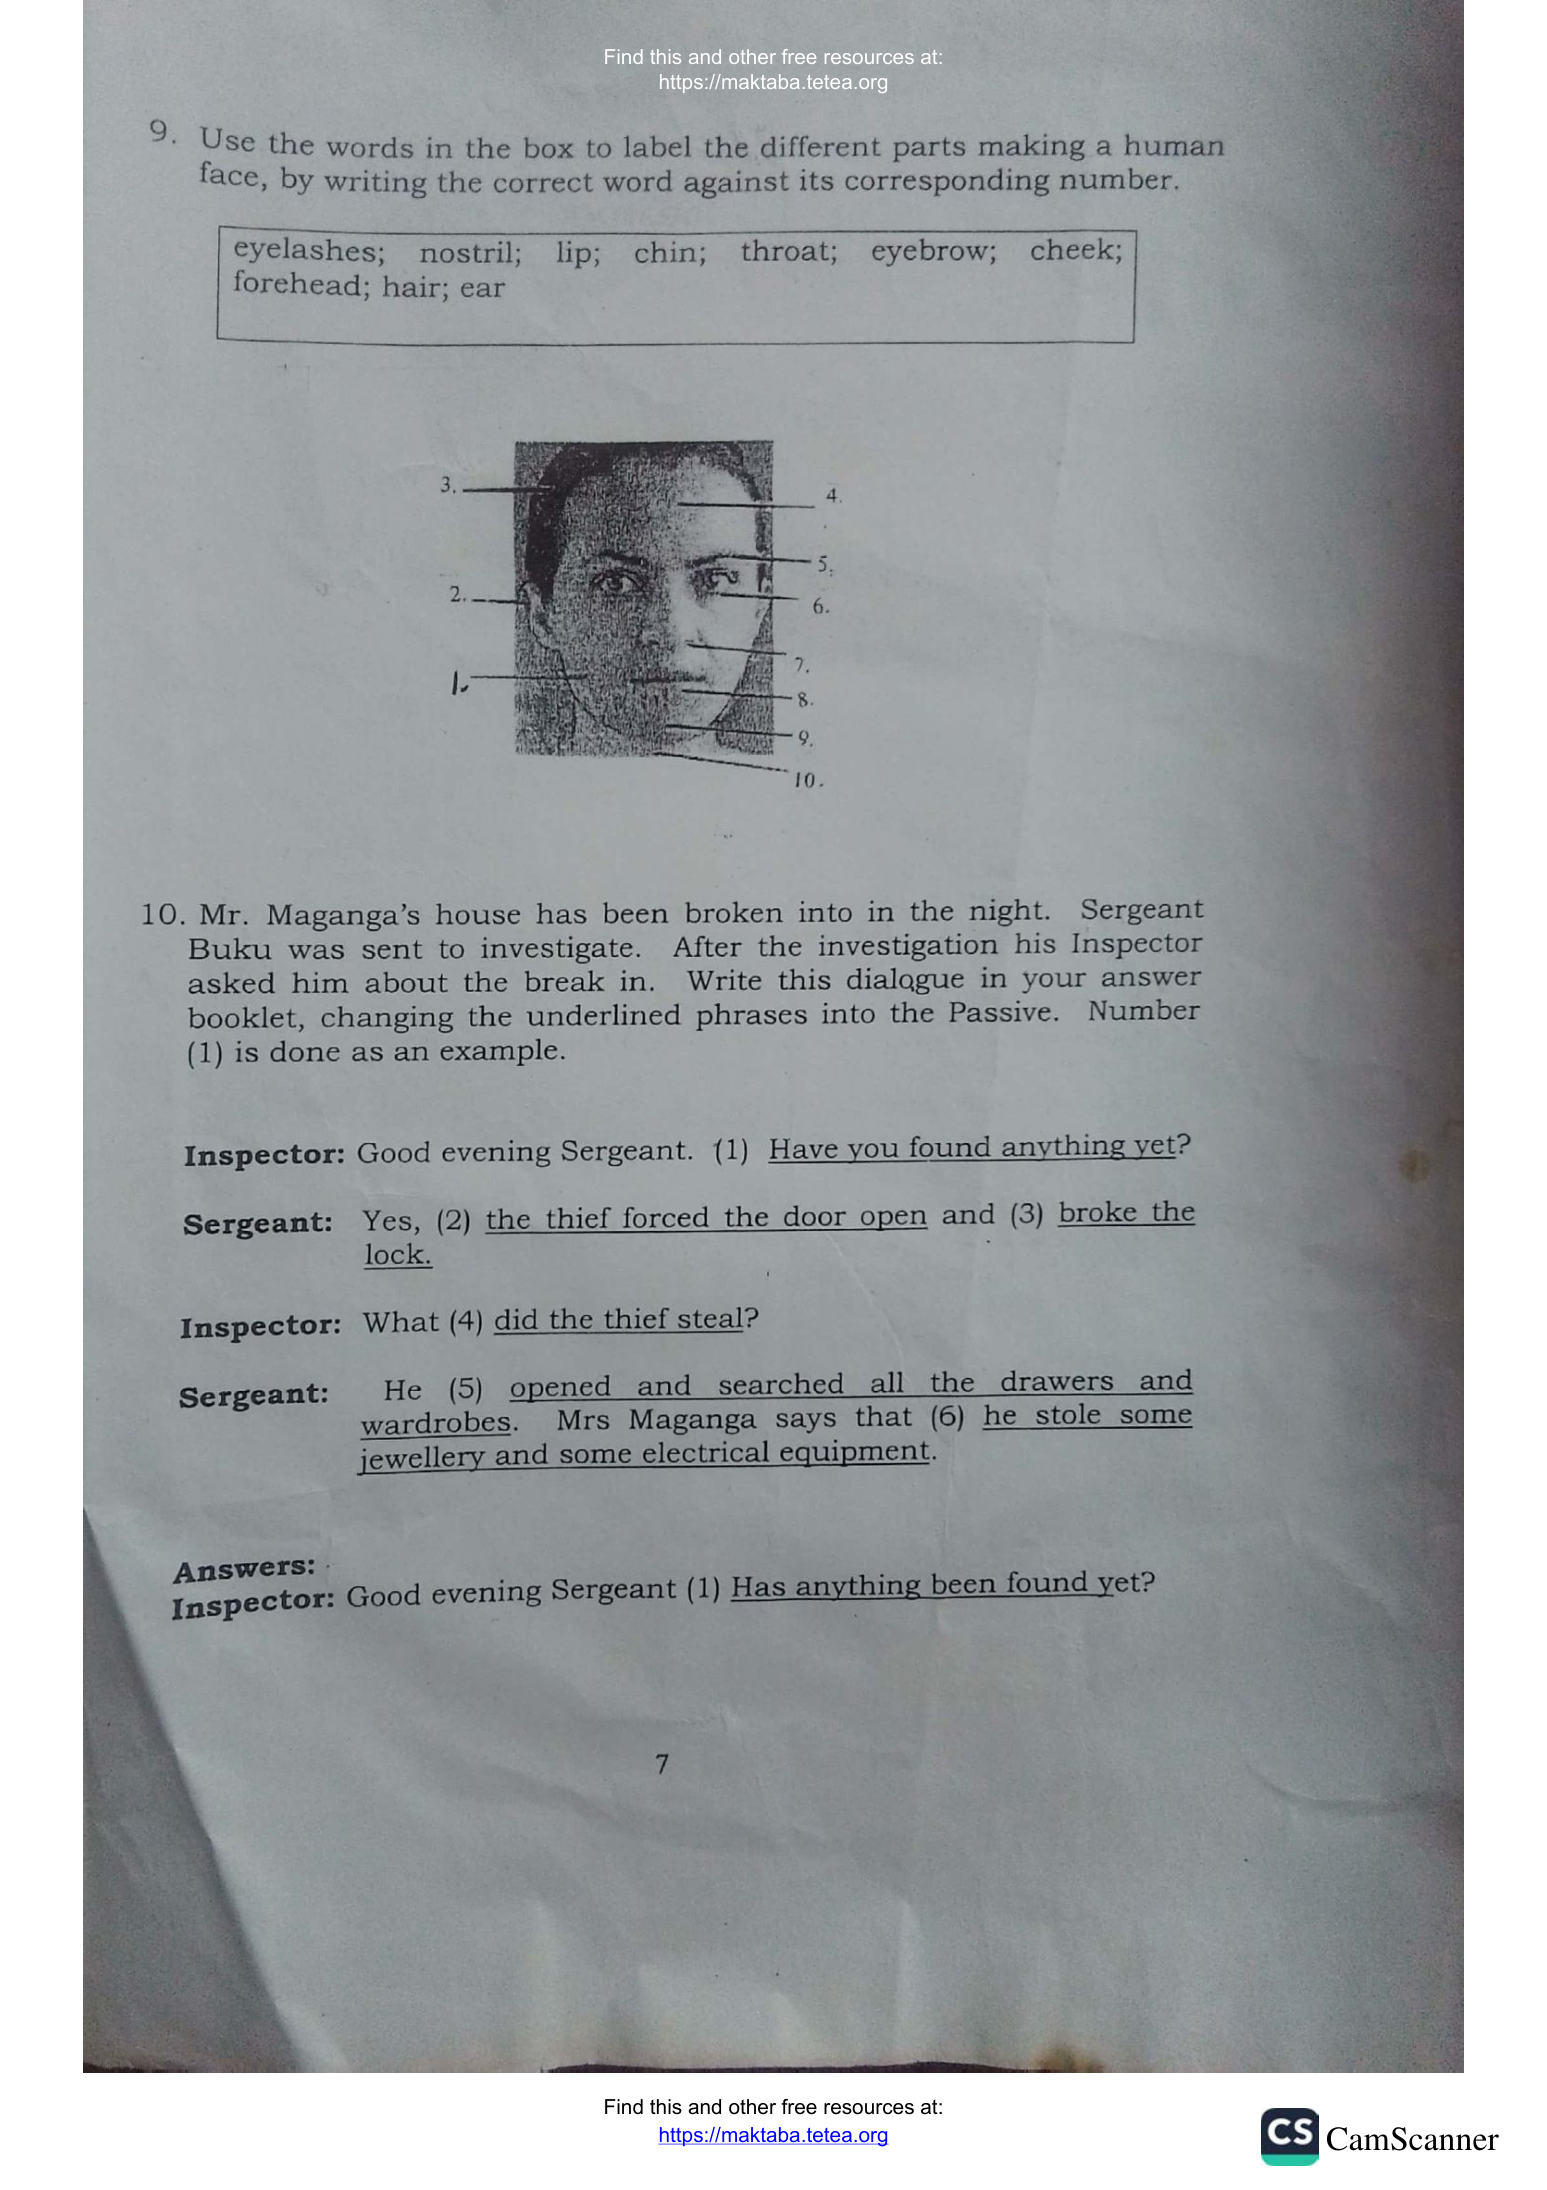 Find this and other free resources at:
https://maktaba.tetea.org
9. Use the words in the box to label the different parts making a human
face, by writing the correct word against its corresponding number.
eyelashes; nostril; lip; chin; throat; eyebrow; cheek;
forehead; hair; ear
3.
4.
5.
2.
6.
7.
1.
8.
9.
10.
10. Mr. Maganga's house has been broken into in the night. Sergeant
Buku was sent to investigate. After the investigation his Inspector
asked him about the break in. Write this dialogue in your answer
booklet, changing the underlined phrases into the Passive. Number
(1) is done as an example.
Inspector: Good evening Sergeant. (1) Have you found anything yet?
Sergeant: Yes, (2) the thief forced the door open and (3) broke the
lock.
Inspector: What (4) did the thief steal?
Sergeant: He (5) opened and searched all the drawers and
wardrobes. Mrs Maganga says that (6) he stole some
jewellery and some electrical equipment.
Answers:
Inspector: Good evening Sergeant (1) Has anything been found yet?
7
Find this and other free resources at:
https://maktaba.tetea.org
CS CamScanner